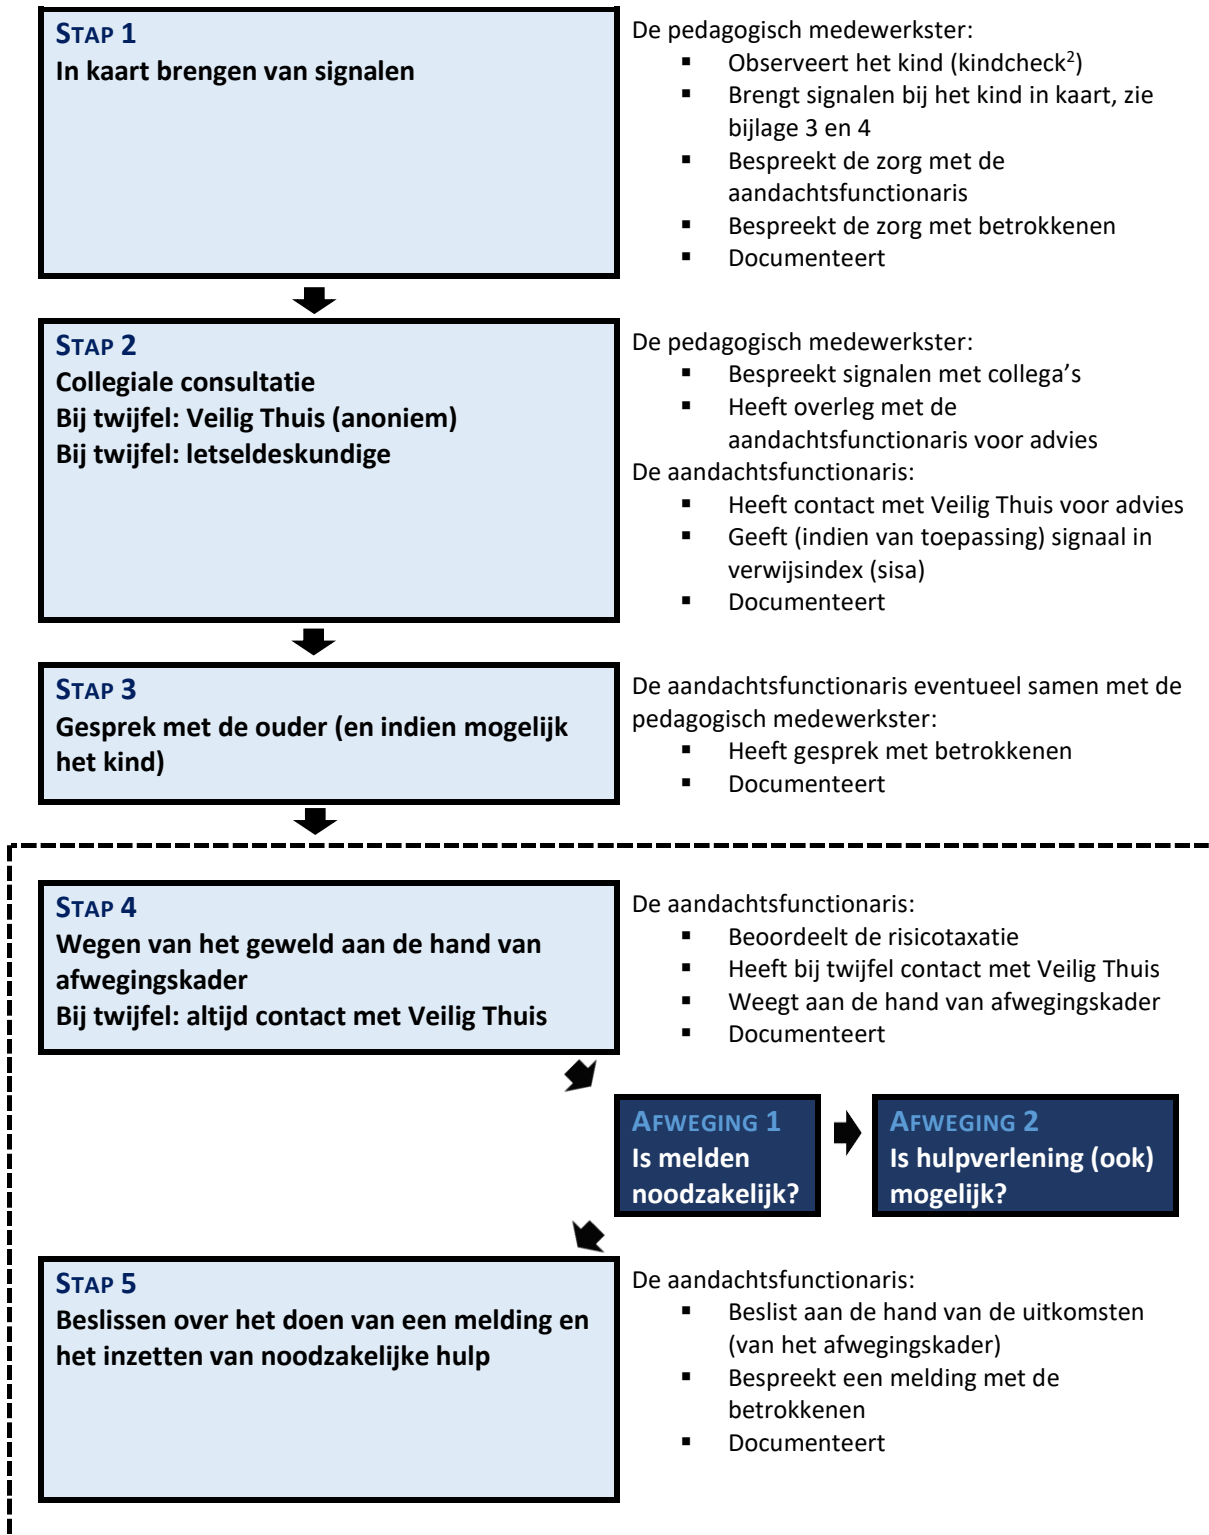 STAP 1
In kaart brengen van signalen
De pedagogisch medewerkster:
▪ Observeert het kind (kindcheck²)
▪ Brengt signalen bij het kind in kaart, zie
bijlage 3 en 4
▪ Bespreekt de zorg met de
aandachtsfunctionaris
▪ Bespreekt de zorg met betrokkenen
▪ Documenteert
STAP 2
Collegiale consultatie
Bij twijfel: Veilig Thuis (anoniem)
Bij twijfel: letseldeskundige
De pedagogisch medewerkster:
▪ Bespreekt signalen met collega’s
▪ Heeft overleg met de
aandachtsfunctionaris voor advies
De aandachtsfunctionaris:
▪ Heeft contact met Veilig Thuis voor advies
▪ Geeft (indien van toepassing) signaal in
verwijsindex (sisa)
▪ Documenteert
STAP 3
Gesprek met de ouder (en indien mogelijk
het kind)
De aandachtsfunctionaris eventueel samen met de
pedagogisch medewerkster:
▪ Heeft gesprek met betrokkenen
▪ Documenteert
STAP 4
Wegen van het geweld aan de hand van
afwegingskader
Bij twijfel: altijd contact met Veilig Thuis
De aandachtsfunctionaris:
▪ Beoordeelt de risicotaxatie
▪ Heeft bij twijfel contact met Veilig Thuis
▪ Weegt aan de hand van afwegingskader
▪ Documenteert
AFWEGING 1
Is melden
noodzakelijk?
AFWEGING 2
Is hulpverlening (ook)
mogelijk?
STAP 5
Beslissen over het doen van een melding en
het inzetten van noodzakelijke hulp
De aandachtsfunctionaris:
▪ Beslist aan de hand van de uitkomsten
(van het afwegingskader)
▪ Bespreekt een melding met de
betrokkenen
▪ Documenteert